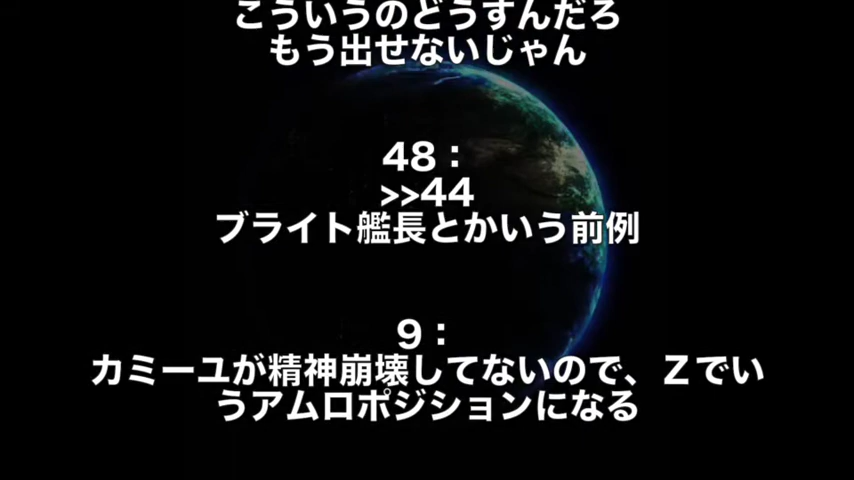 こういうのどうすんだろ
もう出せないじゃん
48：
>>44
ブライト艦長とかいう前例
9：
カミーユが精神崩壊してないので、Ｚでい
うアムロポジションになる